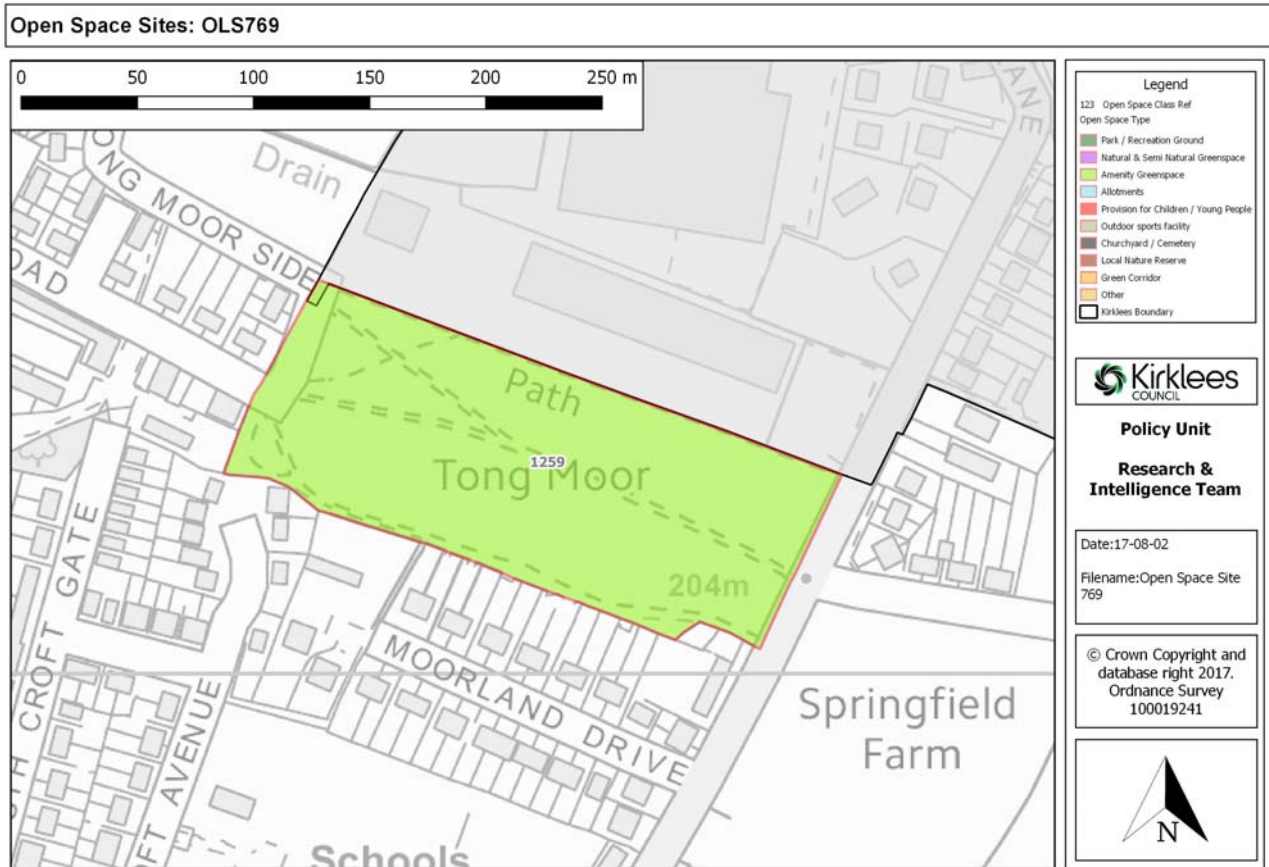 Open Space Sites: OLS769
0 50 100 150 200 250 m
Drain
ONG MOOR SIDE
OAD
LANE
Path
1259
Tong Moor
204m
GATE
CROFT
AVENUE
MOORLAND DRIVE
Springfield
Farm
Schools
Legend
123 Open Space Class Ref
Open Space Type
Park / Recreation Ground
Natural & Semi Natural Greenspace
Amenity Greenspace
Allotments
Provision for Children / Young People
Outdoor sports facility
Churchyard / Cemetery
Local Nature Reserve
Green Corridor
Other
Kirklees Boundary
Kirklees
COUNCIL
Policy Unit
Research &
Intelligence Team
Date:17-08-02
Filename:Open Space Site
769
© Crown Copyright and
database right 2017.
Ordnance Survey
100019241
N